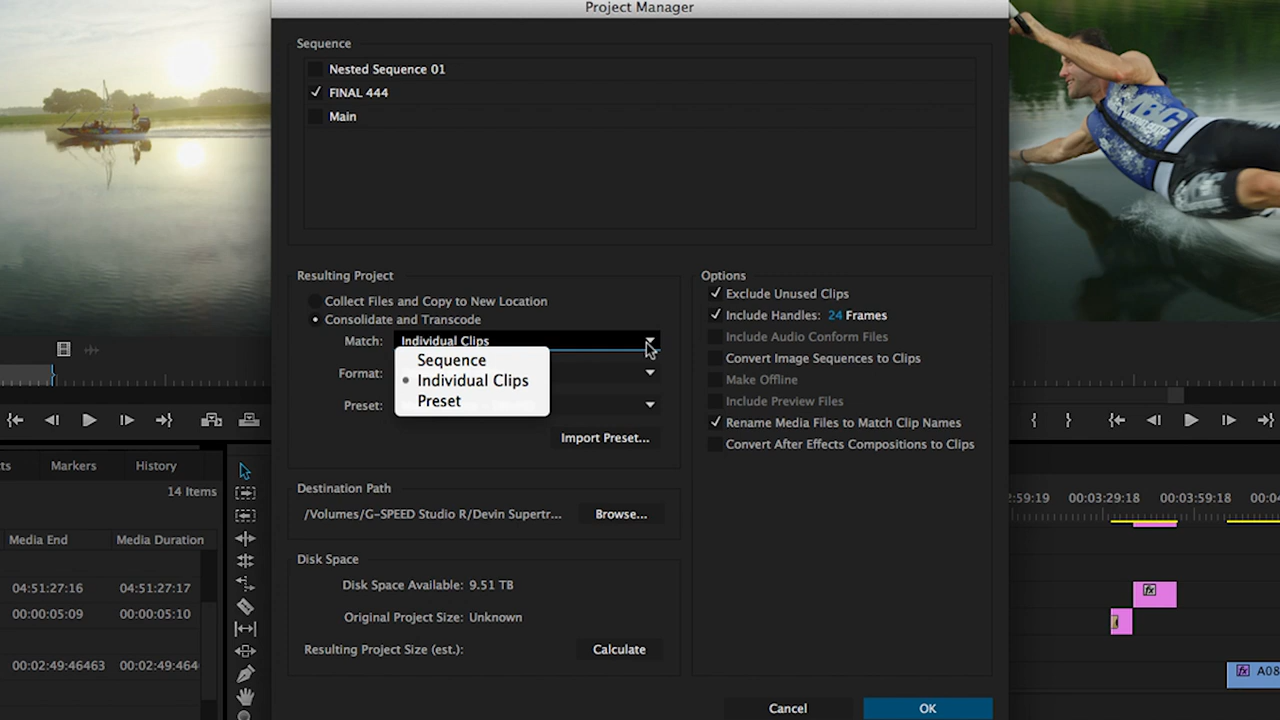 Project Manager
Sequence
Nested Sequence 01
FINAL 444
Main
Resulting Project
Collect Files and Copy to New Location
Consolidate and Transcode
Match: Individual Clips
Sequence
Individual Clips
Preset
Format:
Preset:
Import Preset...
Destination Path
/Volumes/G-SPEED Studio R/Devin Supertr... Browse...
Disk Space
Disk Space Available: 9.51 TB
Original Project Size: Unknown
Resulting Project Size (est.): Calculate
Options
Exclude Unused Clips
Include Handles: 24 Frames
Include Audio Conform Files
Convert Image Sequences to Clips
Make Offline
Include Preview Files
Rename Media Files to Match Clip Names
Convert After Effects Compositions to Clips
Cancel OK
ts Markers History
14 Items
Media End Media Duration
04:51:27:16 04:51:27:17
00:00:05:09 00:00:05:10
00:02:49:46463 00:02:49:464
:59:19 00:03:29:18 00:03:59:18 00:04
fx
fx A08